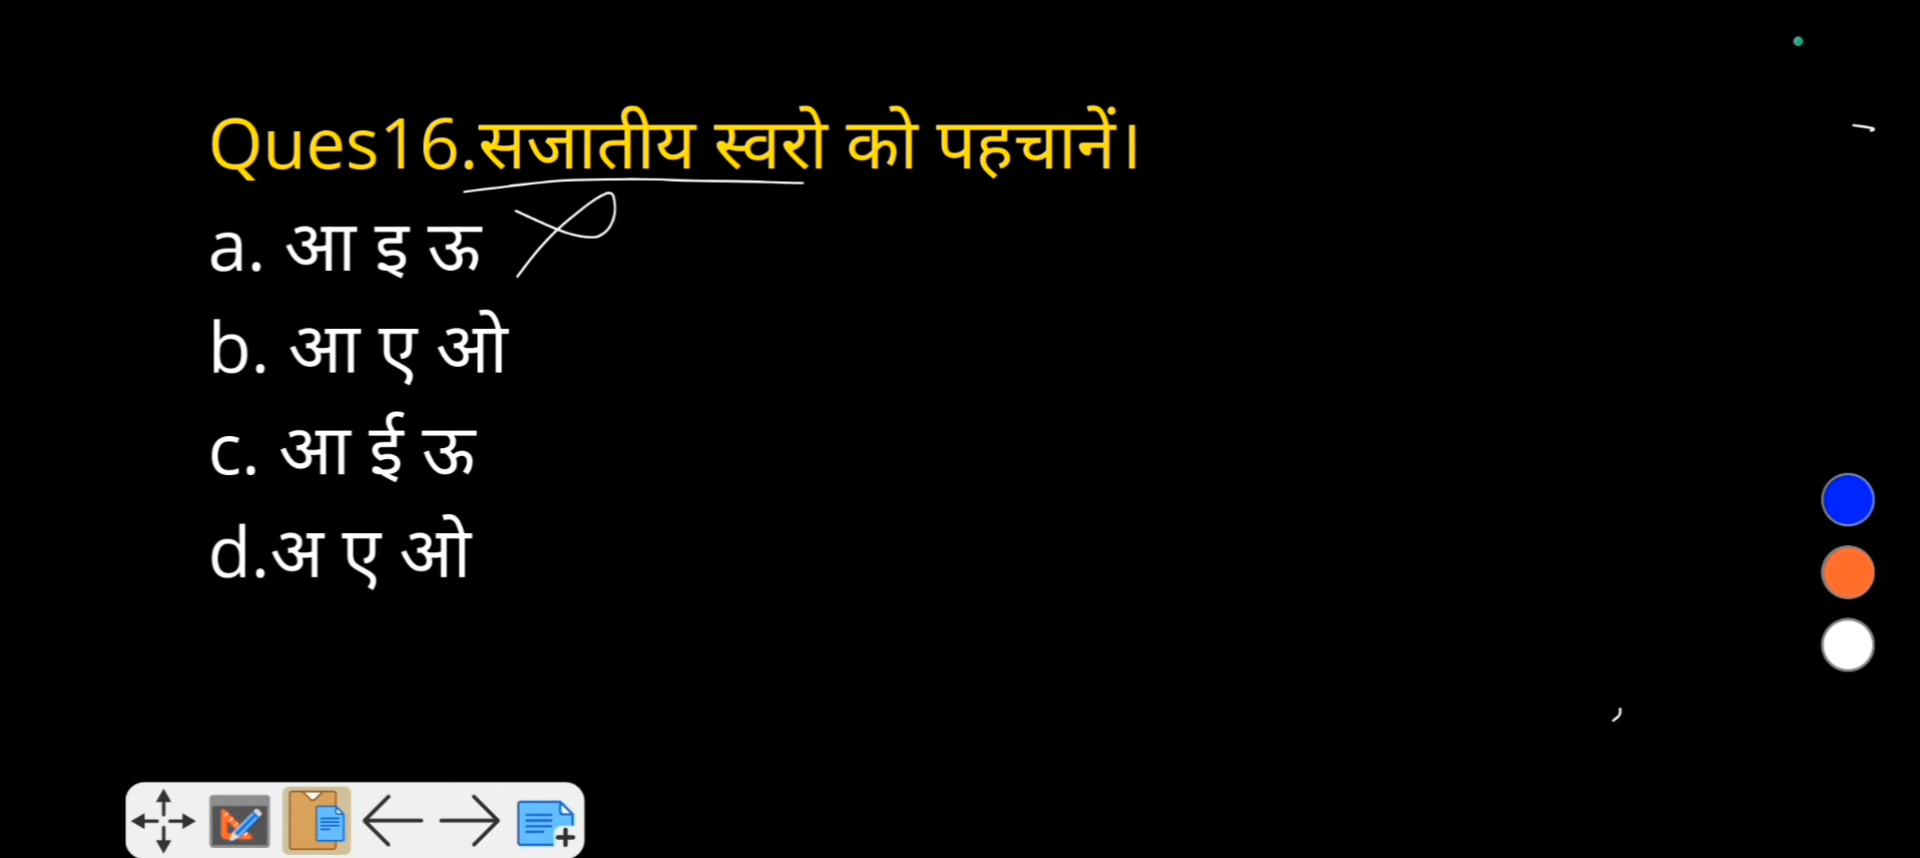 Ques16.सजातीय स्वरो को पहचानें।
a. आ इ ऊ
b. आ ए ओ
c. आ ई ऊ
d.अ ए ओ